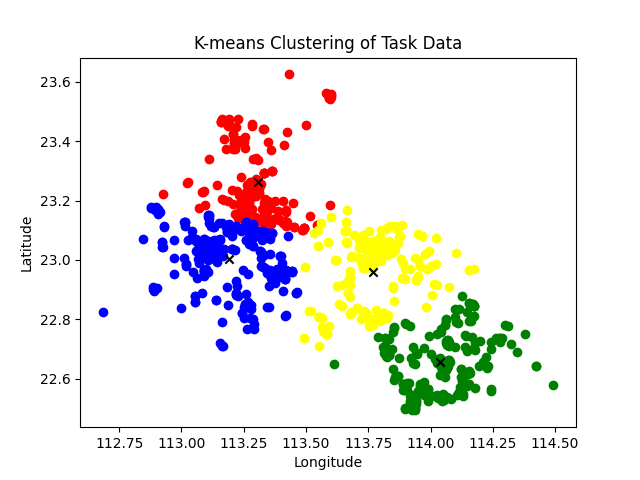 K-means Clustering of Task Data
23.6
23.4
23.2
23.0
22.8
22.6
Latitude
112.75 113.00 113.25 113.50 113.75 114.00 114.25 114.50
Longitude